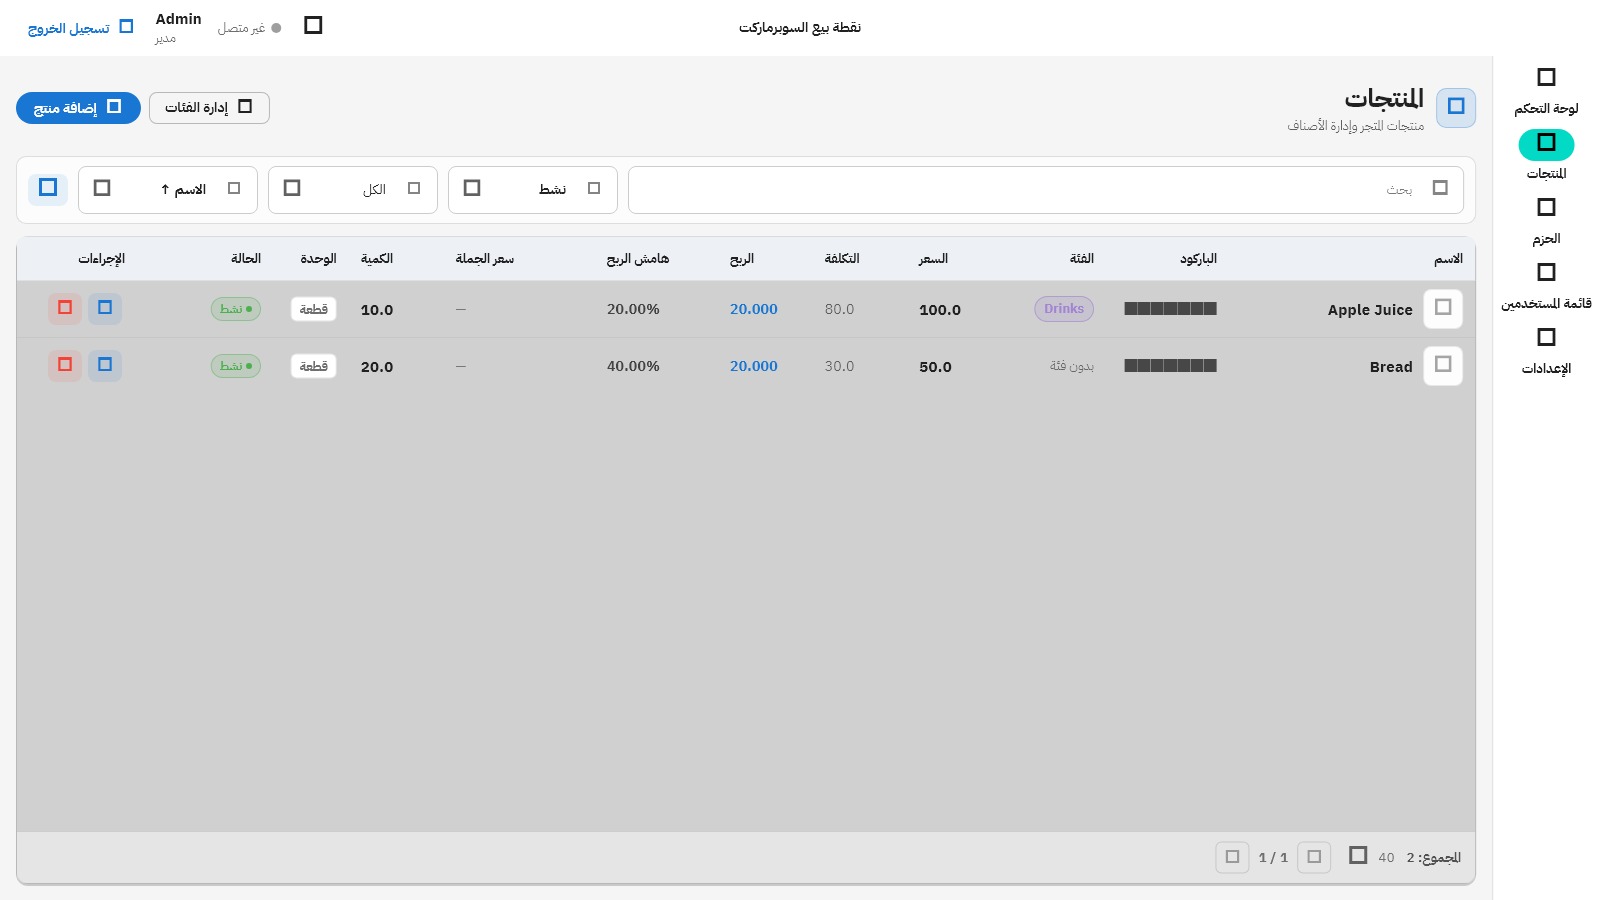 نقطة بيع السوبرماركت
غير متصل
Admin
مدير
تسجيل الخروج
لوحة التحكم
المنتجات
الحزم
قائمة المستخدمين
الإعدادات
المنتجات
منتجات المتجر وإدارة الأصناف
إدارة الفئات
إضافة منتج
بحث
نشط
الكل
الاسم ↑
الاسم الباركود الفئة السعر التكلفة الربح هامش الربح سعر الجملة الكمية الوحدة الحالة الإجراءات
Apple Juice Drinks 100.0 80.0 20.000 20.00% — 10.0 قطعة نشط
Bread بدون فئة 50.0 30.0 20.000 40.00% — 20.0 قطعة نشط
المجموع: 2 40 1 / 1